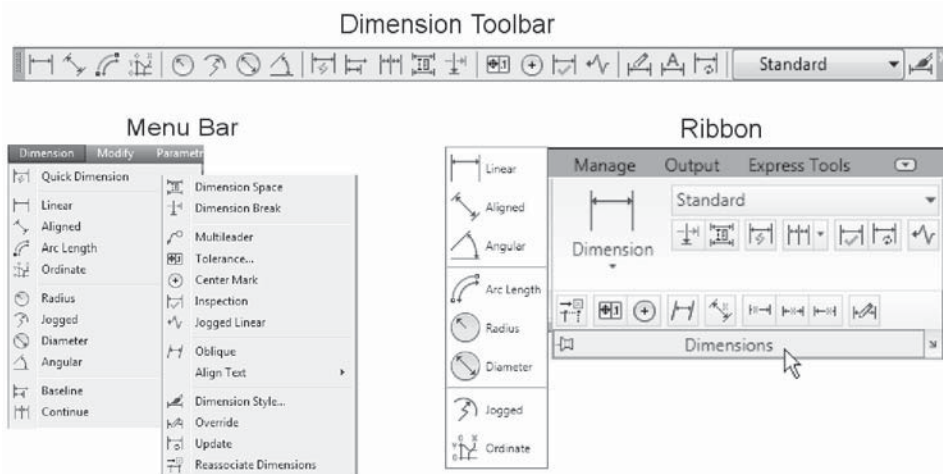 Dimension Toolbar
Standard
Menu Bar
Dimension Modify Parametr
Quick Dimension
Linear
Aligned
Arc Length
Ordinate
Radius
Jogged
Diameter
Angular
Baseline
Continue
Dimension Space
Dimension Break
Multileader
Tolerance...
Center Mark
Inspection
Jogged Linear
Oblique
Align Text
Dimension Style...
Override
Update
Reassociate Dimensions
Ribbon
Linear
Aligned
Angular
Arc Length
Radius
Diameter
Jogged
Ordinate
Manage Output Express Tools
Standard
Dimension
Dimensions